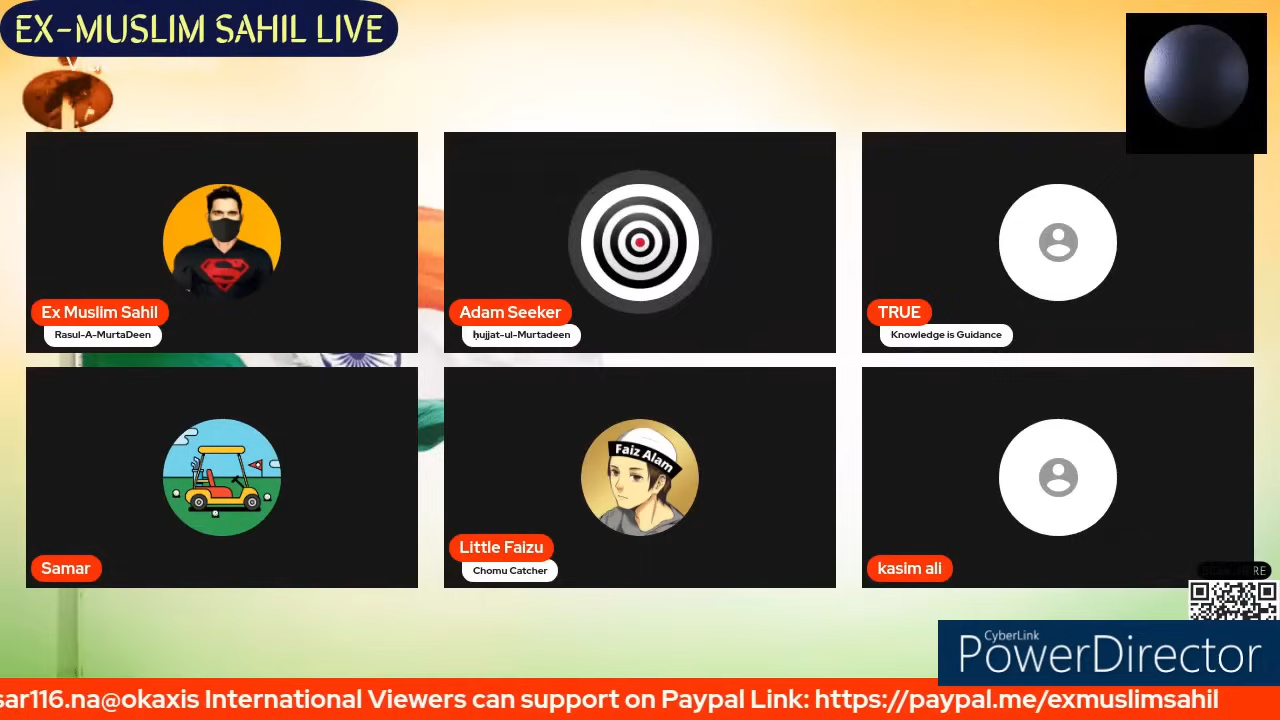 EX-MUSLIM SAHIL LIVE
Ex Muslim Sahil
Rasul-A-MurtaDeen
Adam Seeker
ḥujjat-ul-Murtadeen
TRUE
Knowledge is Guidance
Samar
Faiz Alam
Little Faizu
Chomu Catcher
kasim ali
CyberLink
PowerDirector
sar116.na@okaxis International Viewers can support on Paypal Link: https://paypal.me/exmuslimsahil